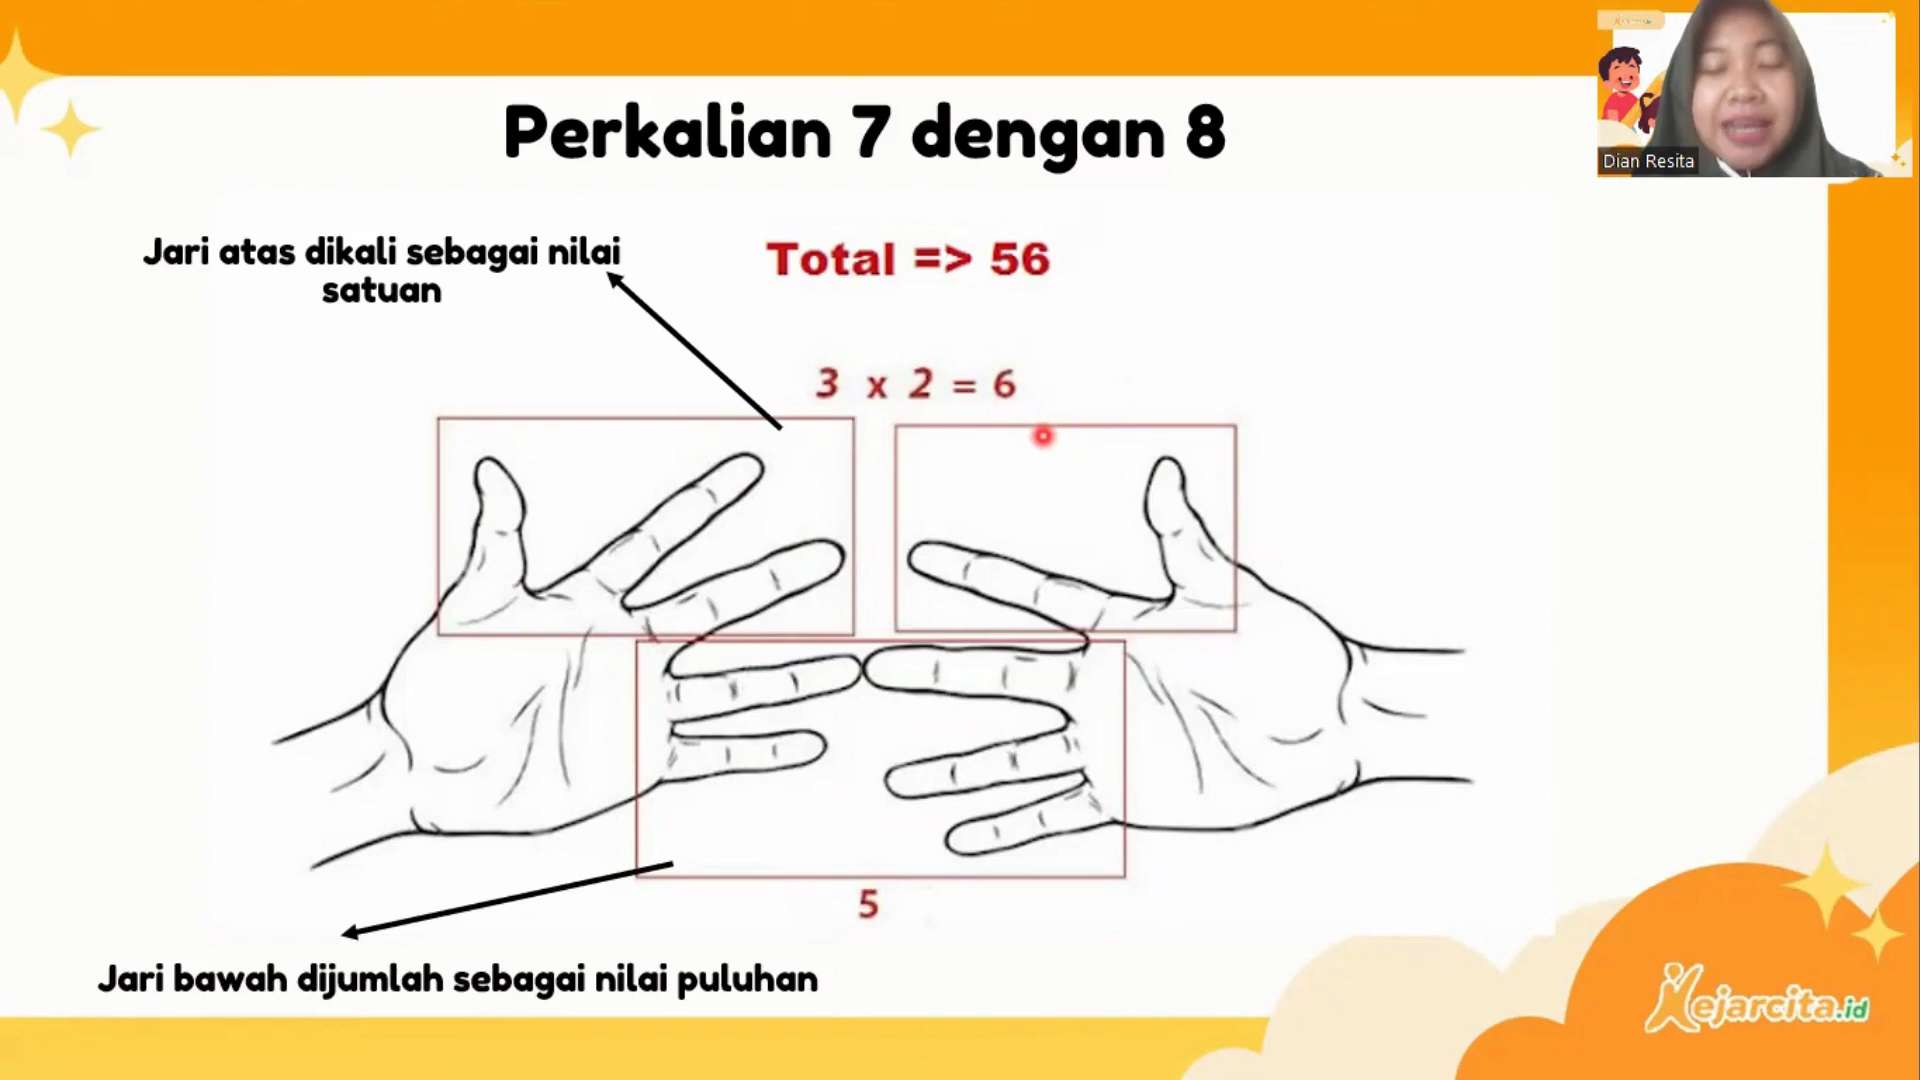 Perkalian 7 dengan 8
Dian Resita
Jari atas dikali sebagai nilai
satuan
Total => 56
3 x 2 = 6
5
Jari bawah dijumlah sebagai nilai puluhan
Kejarcita.id